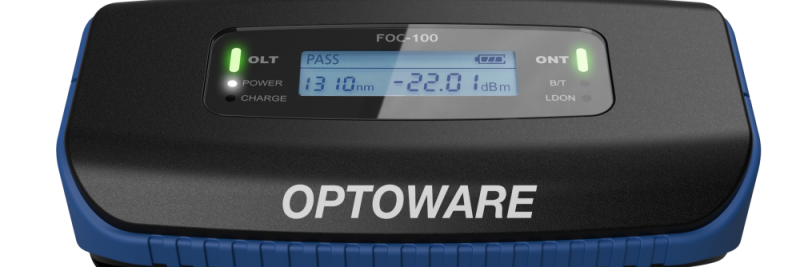 FOC-100
OLT
PASS
ONT
POWER
1310nm
-22.01dBm
B/T
CHARGE
LDON
OPTOWARE